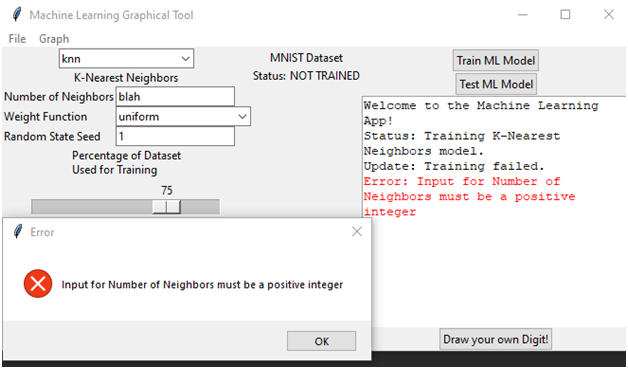 Machine Learning Graphical Tool
File Graph
knn
K-Nearest Neighbors
Number of Neighbors blah
Weight Function uniform
Random State Seed 1
Percentage of Dataset
Used for Training
75
MNIST Dataset
Status: NOT TRAINED
Train ML Model
Test ML Model
Welcome to the Machine Learning
App!
Status: Training K-Nearest
Neighbors model.
Update: Training failed.
Error: Input for Number of
Neighbors must be a positive
integer
Error
Input for Number of Neighbors must be a positive integer
OK
Draw your own Digit!